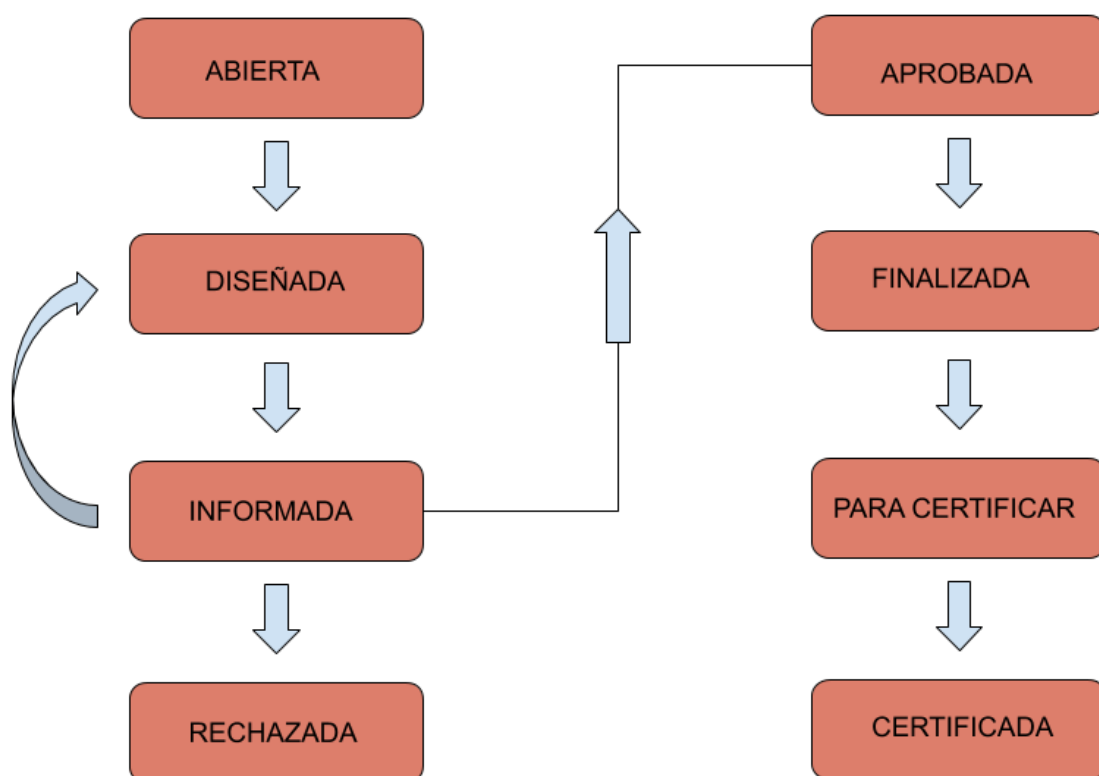 ABIERTA
DISEÑADA
INFORMADA
RECHAZADA
APROBADA
FINALIZADA
PARA CERTIFICAR
CERTIFICADA